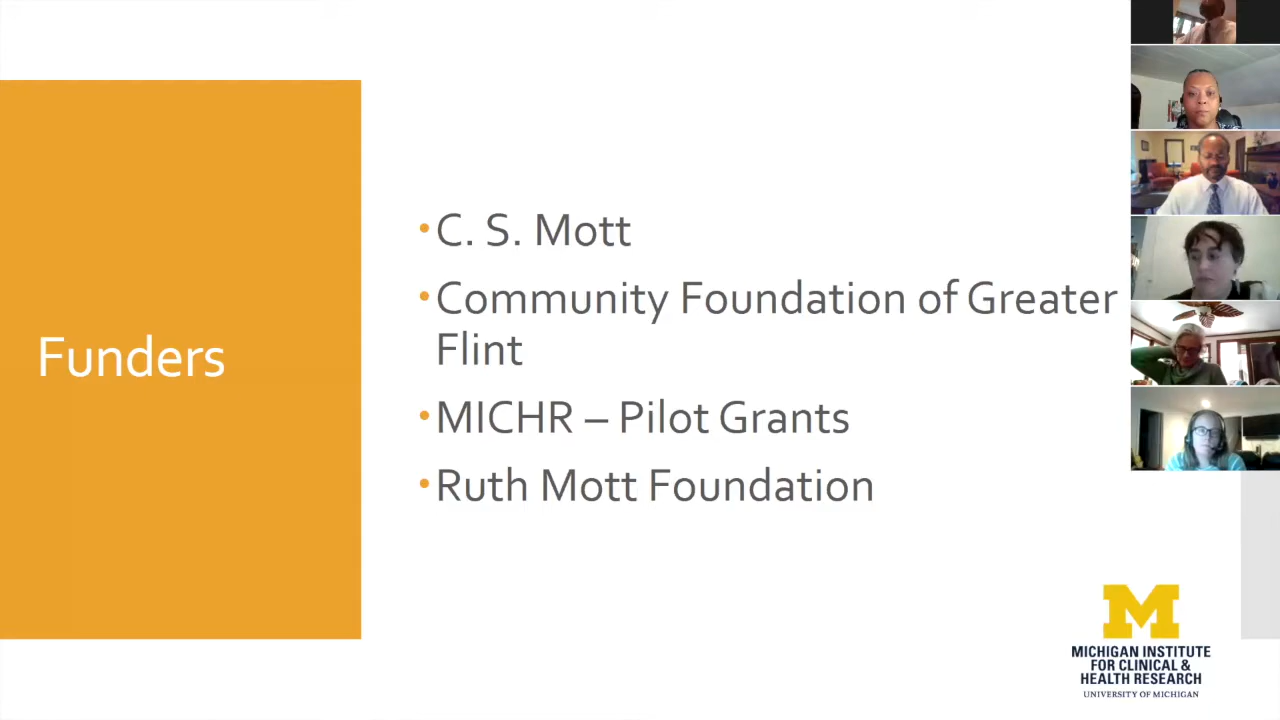 Funders
•C. S. Mott
•Community Foundation of Greater
Flint
•MICHR – Pilot Grants
•Ruth Mott Foundation
M
MICHIGAN INSTITUTE
FOR CLINICAL &
HEALTH RESEARCH
UNIVERSITY OF MICHIGAN